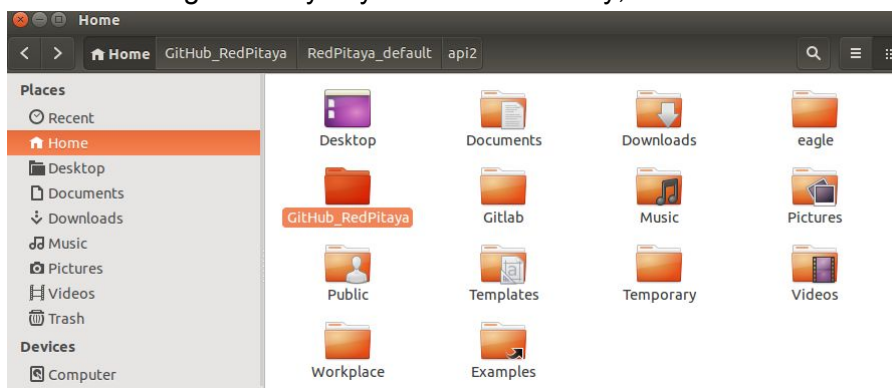 Home
Home GitHub_RedPitaya RedPitaya_default api2
Places
Recent
Home
Desktop
Documents
Downloads
Music
Pictures
Videos
Trash
Devices
Computer
Desktop Documents Downloads eagle
GitHub_RedPitaya Gitlab Music Pictures
Public Templates Temporary Videos
Workplace Examples